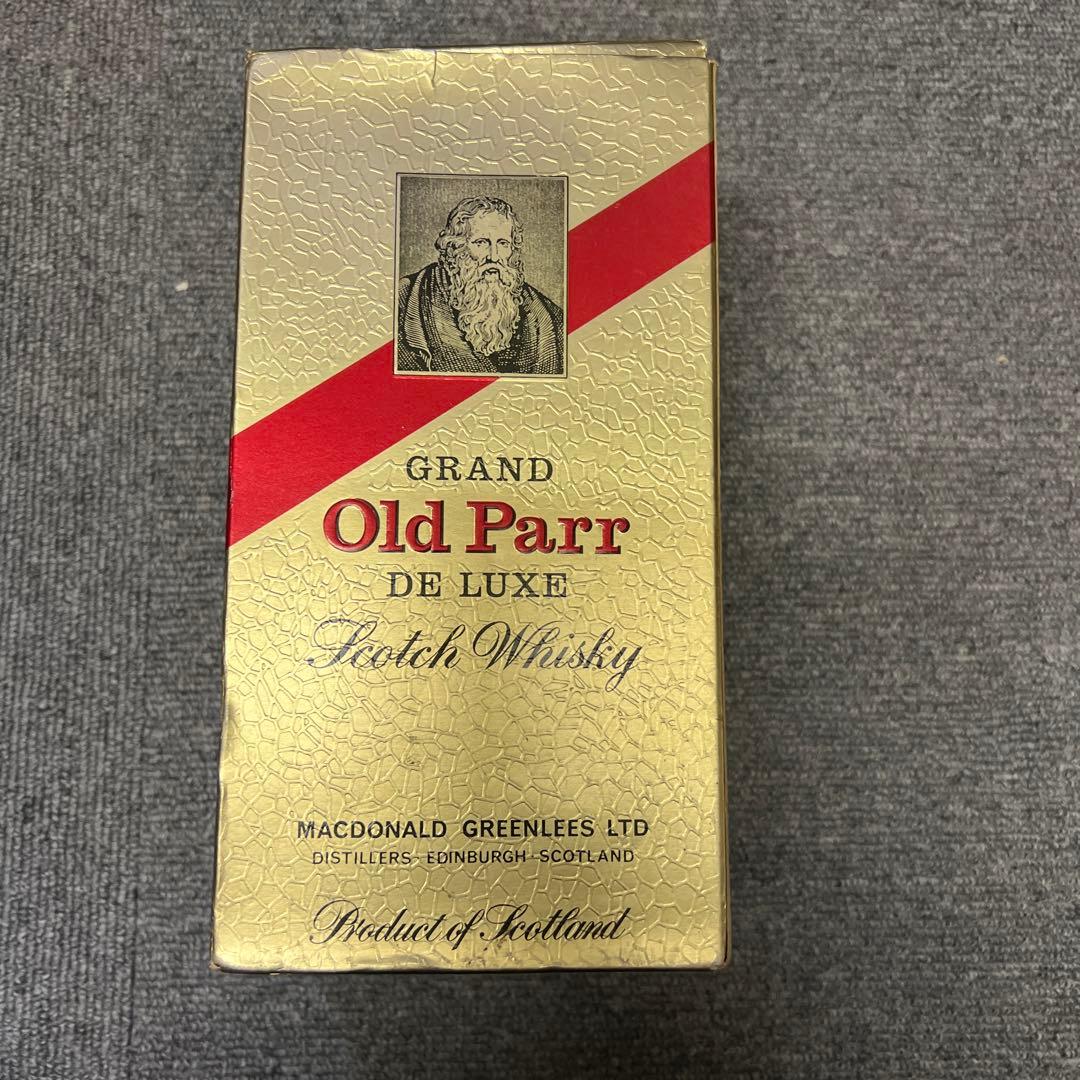 GRAND
Old Parr
DE LUXE
Scotch Whisky
MACDONALD GREENLEES LTD
DISTILLERS · EDINBURGH · SCOTLAND
Product of Scotland